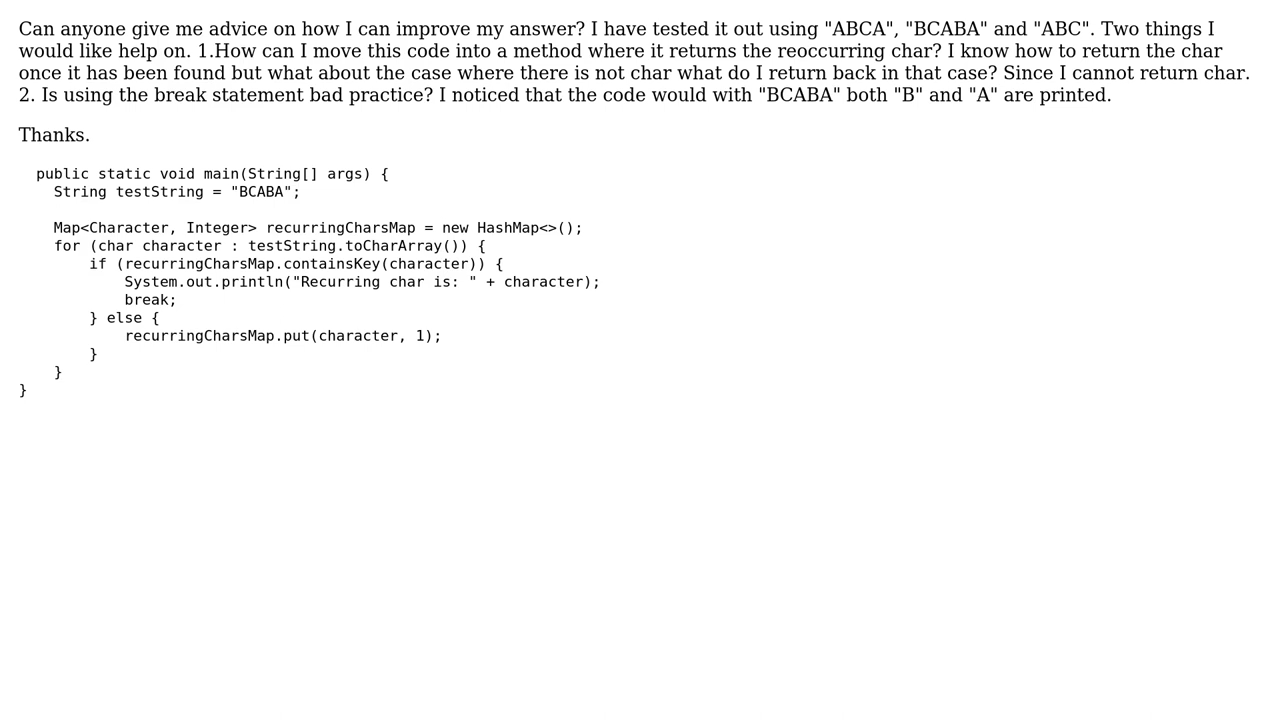 Can anyone give me advice on how I can improve my answer? I have tested it out using "ABCA", "BCABA" and "ABC". Two things I
would like help on. 1.How can I move this code into a method where it returns the reoccurring char? I know how to return the char
once it has been found but what about the case where there is not char what do I return back in that case? Since I cannot return char.
2. Is using the break statement bad practice? I noticed that the code would with "BCABA" both "B" and "A" are printed.
Thanks.
  public static void main(String[] args) {
    String testString = "BCABA";
    Map<Character, Integer> recurringCharsMap = new HashMap<>();
    for (char character : testString.toCharArray()) {
        if (recurringCharsMap.containsKey(character)) {
            System.out.println("Recurring char is: " + character);
            break;
        } else {
            recurringCharsMap.put(character, 1);
        }
    }
}